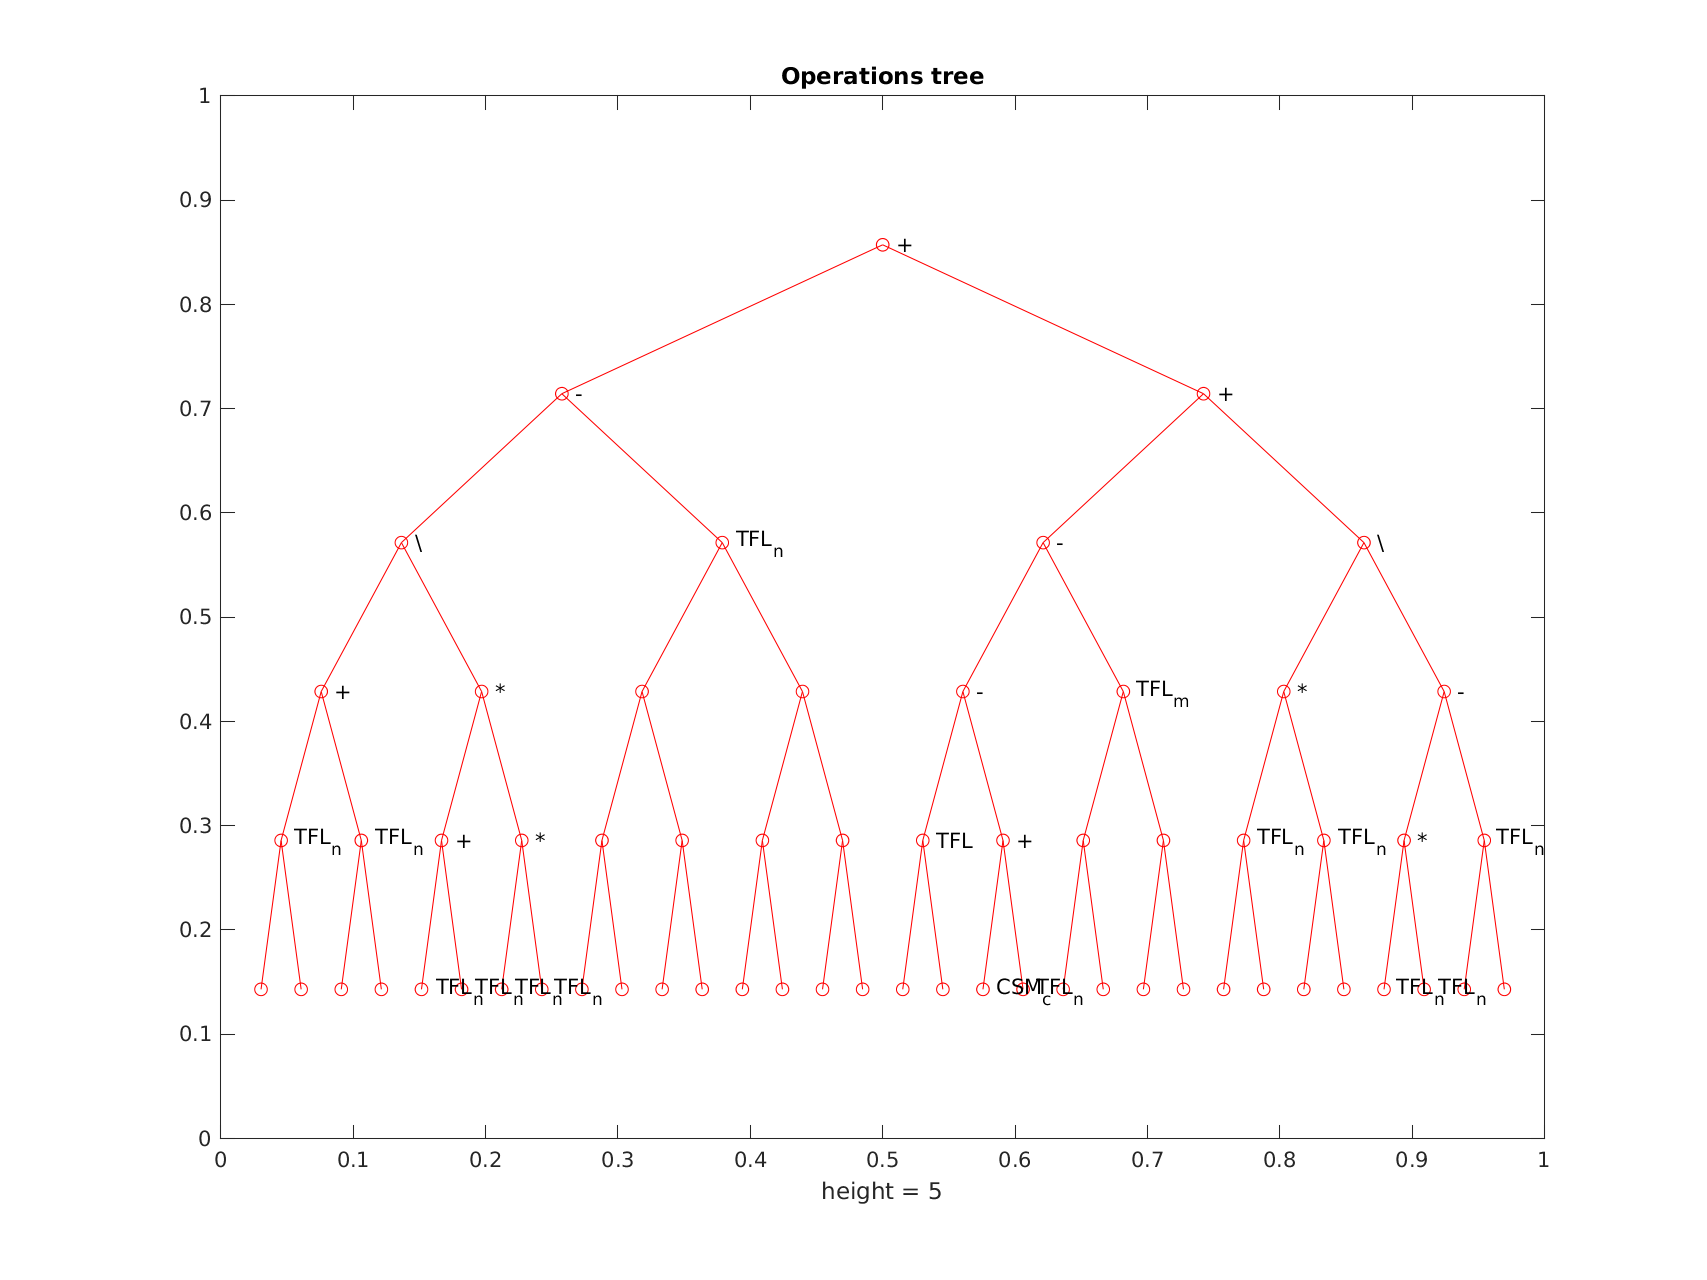 Operations tree
1
+
0.9
0.8
- +
0.7
\ TFLn - \
0.6
0.5
+ * - TFLm * -
0.4
TFLn TFLn + * TFL + TFLn TFLn * TFLn
0.3
0.2
TFLn TFLn TFLn TFLn CSMc TFLn TFLn TFLn
0.1
0
0 0.1 0.2 0.3 0.4 0.5 0.6 0.7 0.8 0.9 1
height = 5